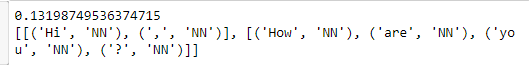 0.13198749536374715
[[('Hi', 'NN'), (',', 'NN')], [('How', 'NN'), ('are', 'NN'), ('yo
u', 'NN'), ('?', 'NN')]]